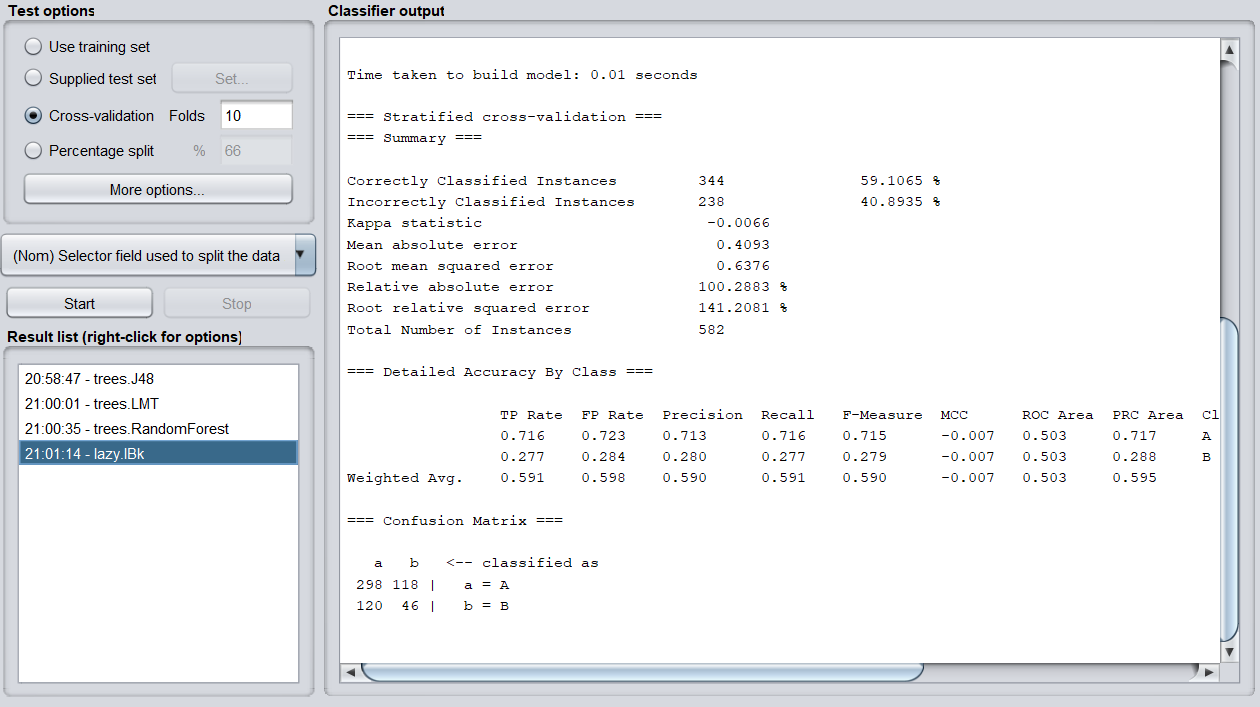 Test options
Use training set
Supplied test set Set...
Cross-validation Folds 10
Percentage split % 66
More options...
(Nom) Selector field used to split the data
Start Stop
Result list (right-click for options)
20:58:47 - trees.J48
21:00:01 - trees.LMT
21:00:35 - trees.RandomForest
21:01:14 - lazy.IBk
Classifier output
Time taken to build model: 0.01 seconds
=== Stratified cross-validation ===
=== Summary ===
Correctly Classified Instances 344 59.1065 %
Incorrectly Classified Instances 238 40.8935 %
Kappa statistic -0.0066
Mean absolute error 0.4093
Root mean squared error 0.6376
Relative absolute error 100.2883 %
Root relative squared error 141.2081 %
Total Number of Instances 582
=== Detailed Accuracy By Class ===
TP Rate FP Rate Precision Recall F-Measure MCC ROC Area PRC Area Cl
0.716 0.723 0.713 0.716 0.715 -0.007 0.503 0.717 A
0.277 0.284 0.280 0.277 0.279 -0.007 0.503 0.288 B
Weighted Avg. 0.591 0.598 0.590 0.591 0.590 -0.007 0.503 0.595
=== Confusion Matrix ===
a b <-- classified as
298 118 | a = A
120 46 | b = B